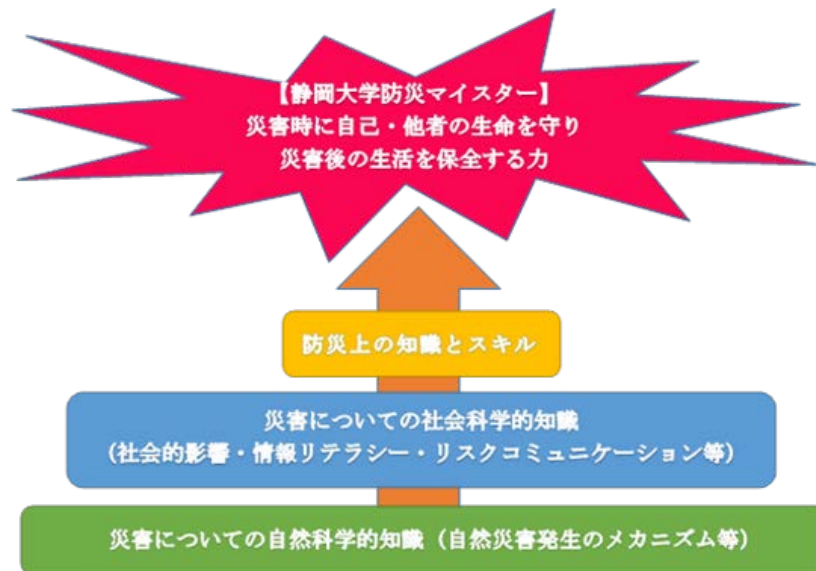 【静岡大学防災マイスター】
災害時に自己・他者の生命を守り
災害後の生活を保全する力
防災上の知識とスキル
災害についての社会科学的知識
（社会的影響・情報リテラシー・リスクコミュニケーション等）
災害についての自然科学的知識（自然災害発生のメカニズム等）